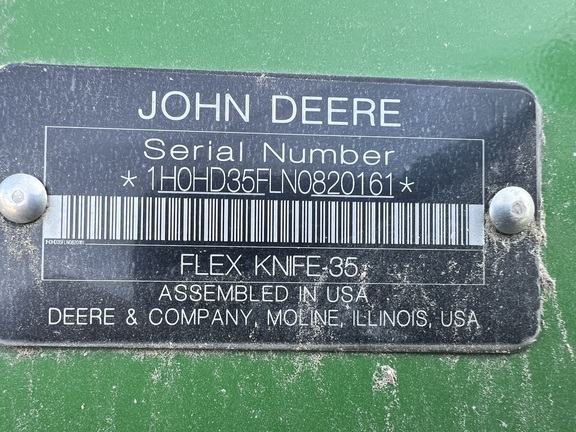 JOHN DEERE
Serial Number
*1H0HD35FLN0820161*
FLEX KNIFE-35
ASSEMBLED IN USA
DEERE & COMPANY, MOLINE, ILLINOIS, USA